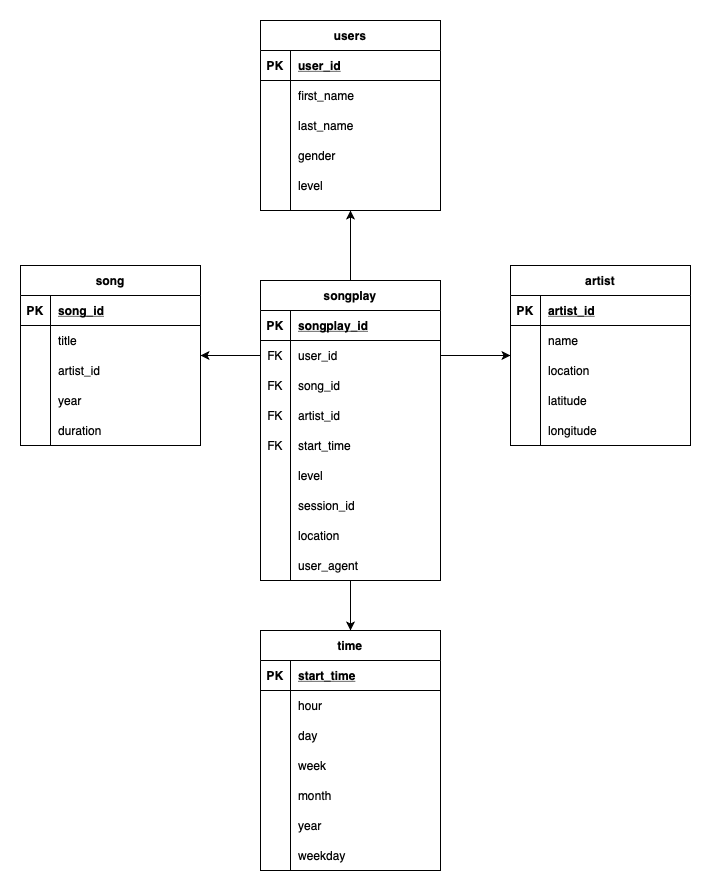 users
PK user_id
first_name
last_name
gender
level
song
PK song_id
title
artist_id
year
duration
songplay
PK songplay_id
FK user_id
FK song_id
FK artist_id
FK start_time
level
session_id
location
user_agent
artist
PK artist_id
name
location
latitude
longitude
time
PK start_time
hour
day
week
month
year
weekday